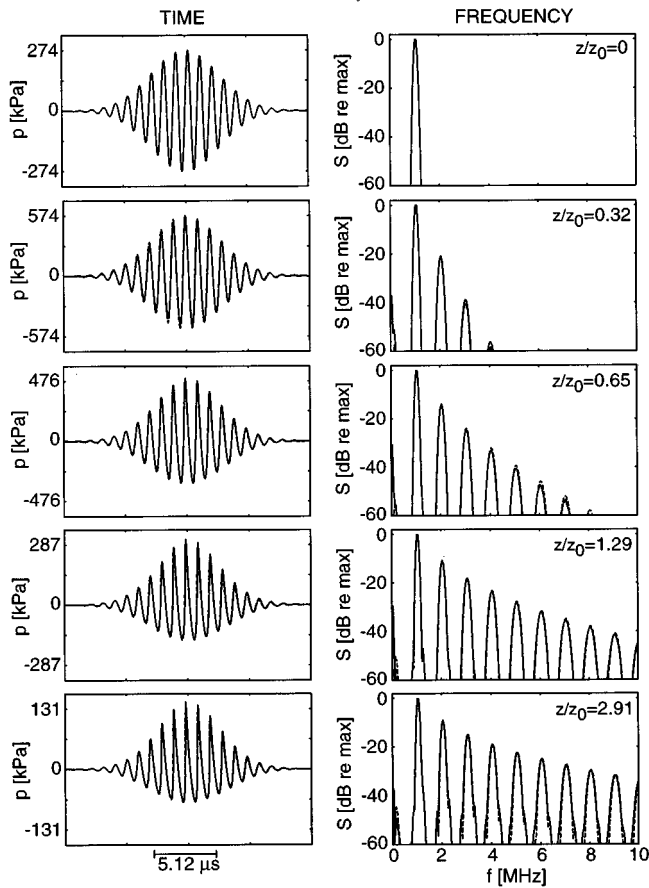 TIME
FREQUENCY
274
0
-274
p [kPa]
0
-20
-40
-60
S [dB re max]
z/z0=0
574
0
-574
p [kPa]
0
-20
-40
-60
S [dB re max]
z/z0=0.32
476
0
-476
p [kPa]
0
-20
-40
-60
S [dB re max]
z/z0=0.65
287
0
-287
p [kPa]
0
-20
-40
-60
S [dB re max]
z/z0=1.29
131
0
-131
p [kPa]
5.12 μs
0
-20
-40
-60
S [dB re max]
z/z0=2.91
0 2 4 6 8 10
f [MHz]